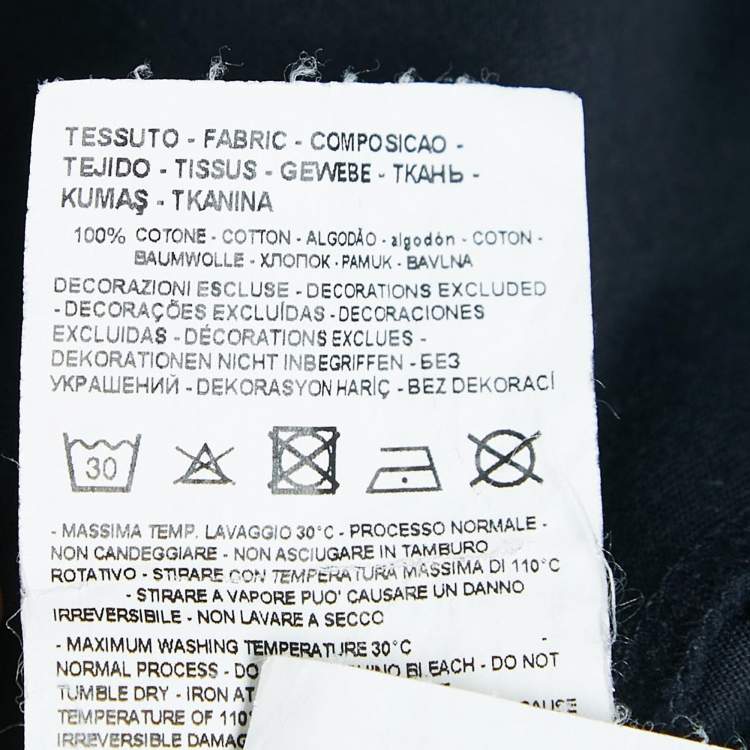 TESSUTO - FABRIC - COMPOSICAO -
TEJIDO - TISSUS - GEWEBE - ТКАНЬ -
KUMAŞ - TKANINA
100% COTONE - COTTON - ALGODÃO - algodón - COTON -
BAUMWOLLE - ХЛОПОК - PAMUK - BAVLNA
DECORAZIONI ESCLUSE - DECORATIONS EXCLUDED
- DECORAÇÕES EXCLUÍDAS - DECORACIONES
EXCLUIDAS - DÉCORATIONS EXCLUES -
DEKORATIONEN NICHT INBEGRIFFEN - БЕЗ
УКРАШЕНИЙ - DEKORASYON HARİÇ - BEZ DEKORACÍ
30
- MASSIMA TEMP. LAVAGGIO 30°C - PROCESSO NORMALE -
NON CANDEGGIARE - NON ASCIUGARE IN TAMBURO
ROTATIVO - STIRARE CON TEMPERATURA MASSIMA DI 110°C
- STIRARE A VAPORE PUO' CAUSARE UN DANNO
IRREVERSIBILE - NON LAVARE A SECCO
- MAXIMUM WASHING TEMPERATURE 30°C -
NORMAL PROCESS - DO BLEACH - DO NOT
TUMBLE DRY - IRON AT
TEMPERATURE OF 110° CAUSE
IRREVERSIBLE DAMAG